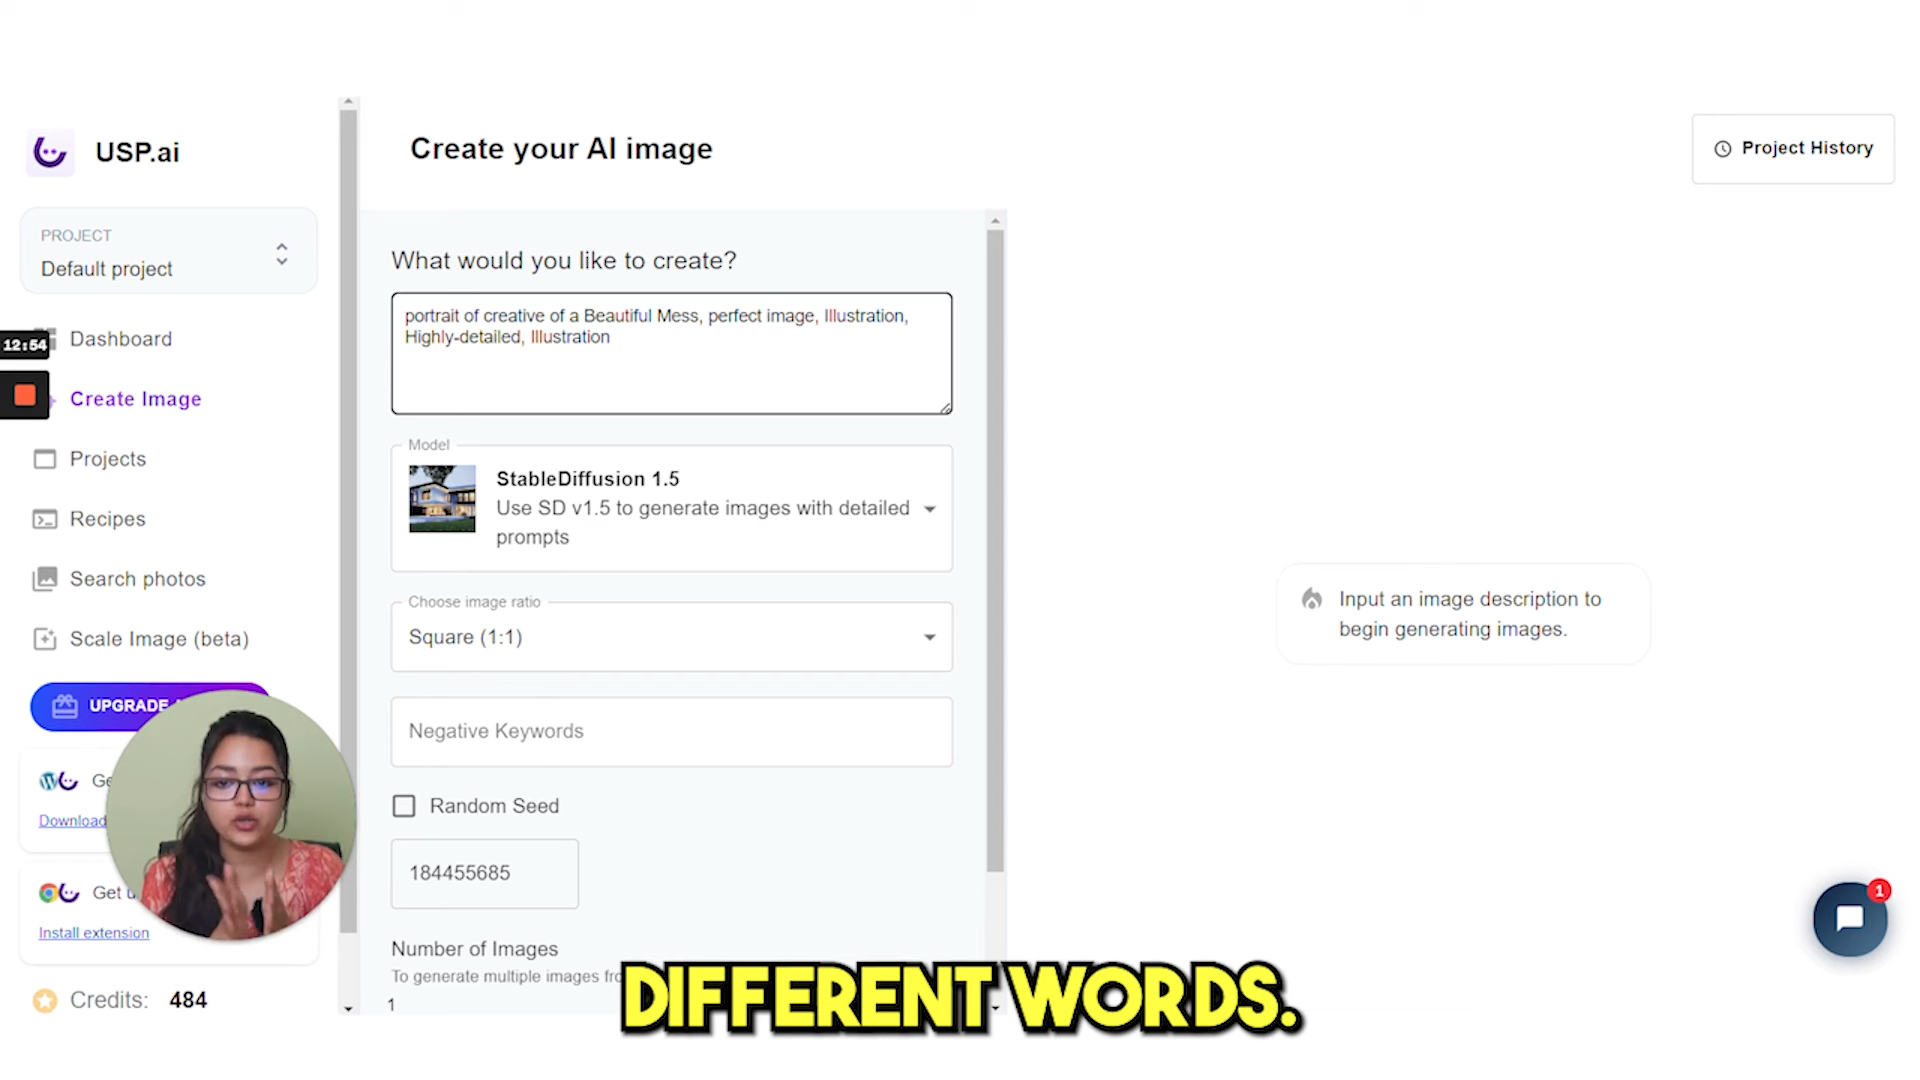 USP.ai
PROJECT
Default project
12:54
Dashboard
Create Image
Projects
Recipes
Search photos
Scale Image (beta)
UPGRADE
Download
Get
Install extension
Credits: 484
Create your AI image
What would you like to create?
portrait of creative of a Beautiful Mess, perfect image, Illustration,
Highly-detailed, Illustration
Model
StableDiffusion 1.5
Use SD v1.5 to generate images with detailed
prompts
Choose image ratio
Square (1:1)
Negative Keywords
Random Seed
184455685
Number of Images
To generate multiple images
1
DIFFERENT WORDS.
Project History
Input an image description to
begin generating images.
1